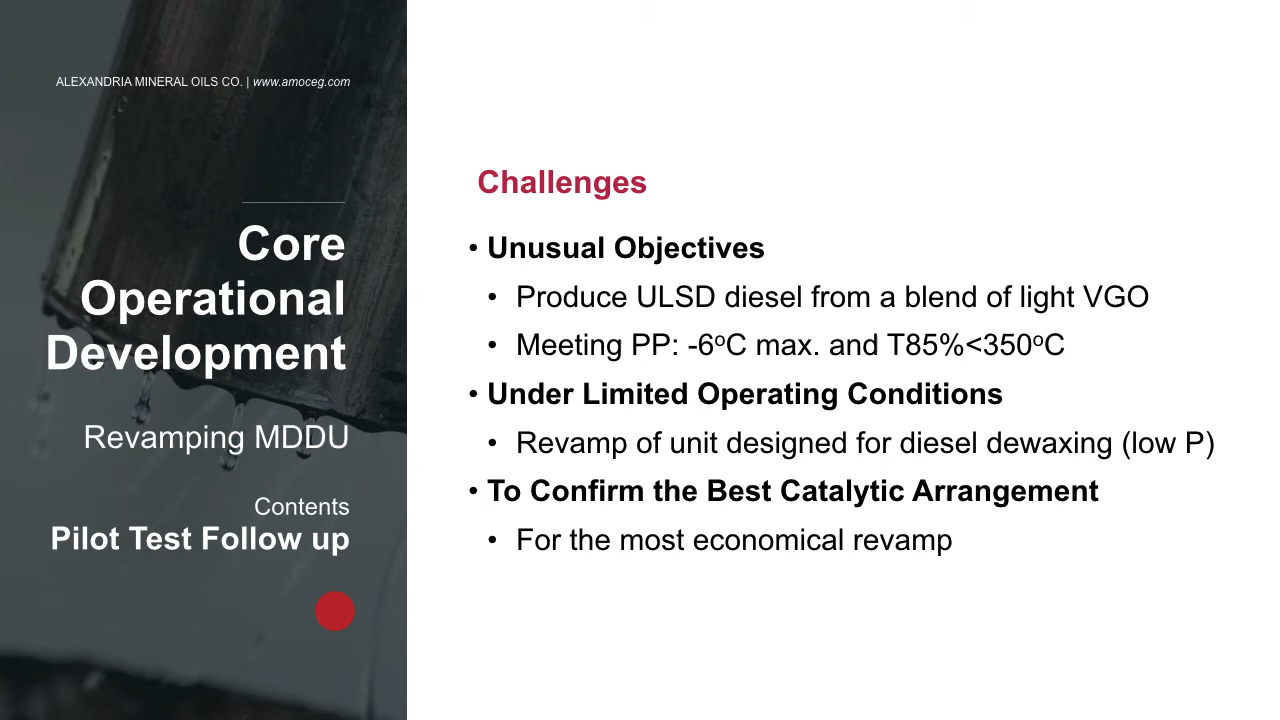 ALEXANDRIA MINERAL OILS CO. | www.amoceg.com
Core
Operational
Development
Revamping MDDU
Contents
Pilot Test Follow up
Challenges
• Unusual Objectives
• Produce ULSD diesel from a blend of light VGO
• Meeting PP: -6ºC max. and T85%<350ºC
• Under Limited Operating Conditions
• Revamp of unit designed for diesel dewaxing (low P)
• To Confirm the Best Catalytic Arrangement
• For the most economical revamp